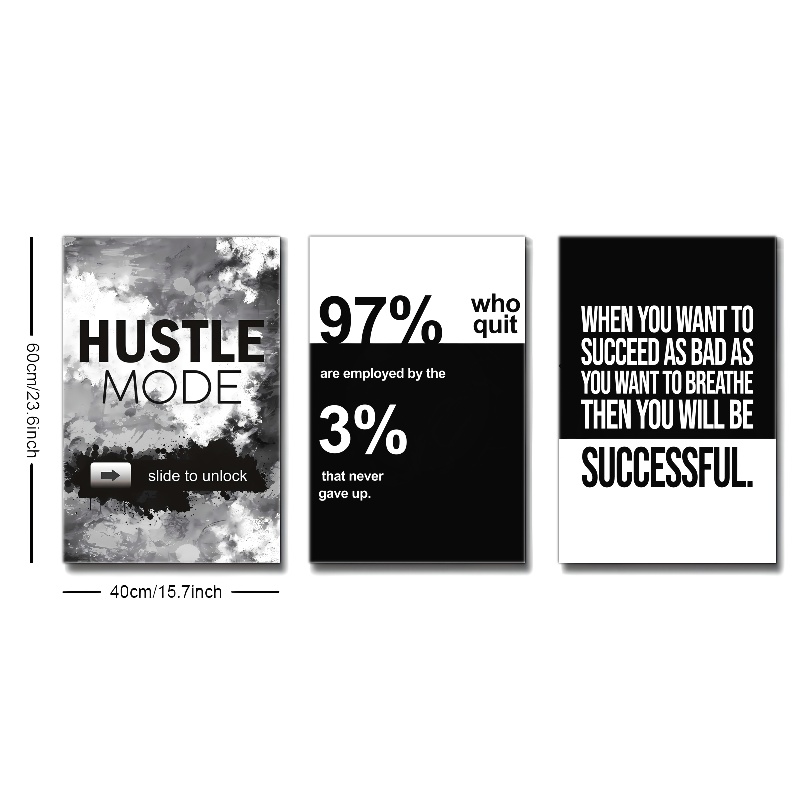 60cm/23.6inch
HUSTLE
MODE
slide to unlock
40cm/15.7inch
97% who
quit
are employed by the
3%
that never
gave up.
WHEN YOU WANT TO
SUCCEED AS BAD AS
YOU WANT TO BREATHE
THEN YOU WILL BE
SUCCESSFUL.